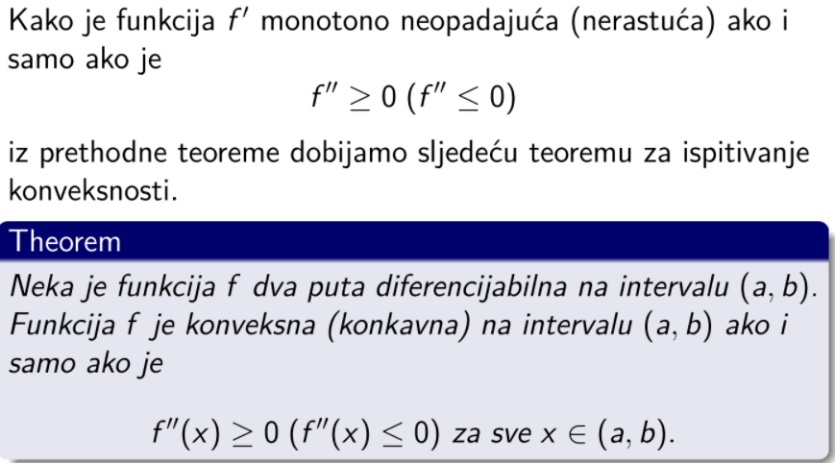 Kako je funkcija f′ monotono neopadajuća (nerastuća) ako i
samo ako je
f″ ≥ 0 (f″ ≤ 0)
iz prethodne teoreme dobijamo sljedeću teoremu za ispitivanje
konveksnosti.
Theorem
Neka je funkcija f dva puta diferencijabilna na intervalu (a, b).
Funkcija f je konveksna (konkavna) na intervalu (a, b) ako i
samo ako je
f″(x) ≥ 0 (f″(x) ≤ 0) za sve x ∈ (a, b).